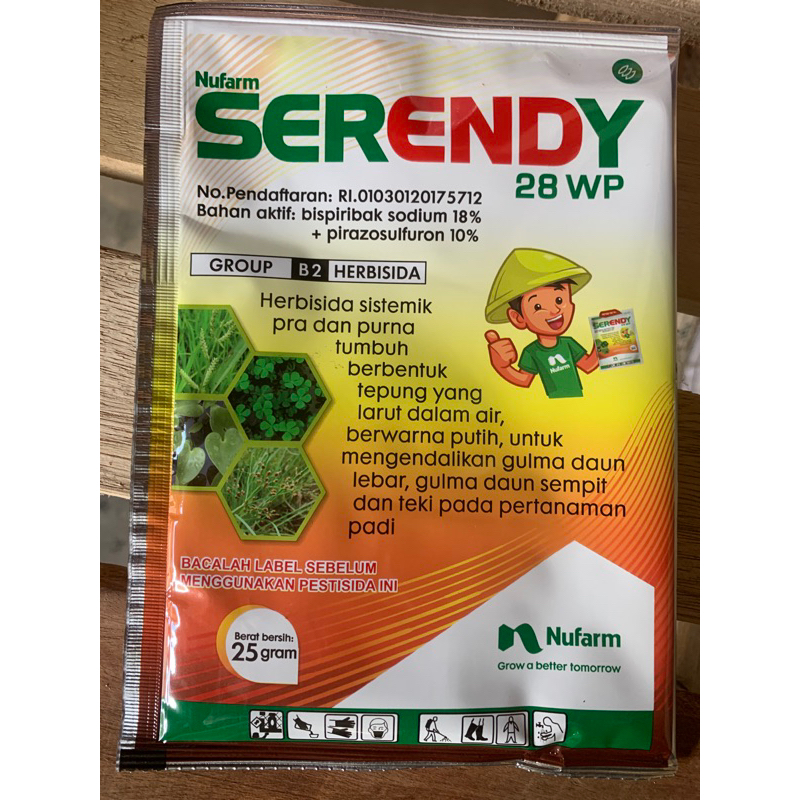 Nufarm
SERENDY
28 WP
No.Pendaftaran: RI.01030120175712
Bahan aktif: bispiribak sodium 18%
+ pirazosulfuron 10%
GROUP B2 HERBISIDA
Herbisida sistemik
pra dan purna
tumbuh
berbentuk
tepung yang
larut dalam air,
berwarna putih, untuk
mengendalikan gulma daun
lebar, gulma daun sempit
dan teki pada pertanaman
padi
Nufarm
SERENDY
BACALAH LABEL SEBELUM
MENGGUNAKAN PESTISIDA INI
Berat bersih:
25 gram
Nufarm
Grow a better tomorrow